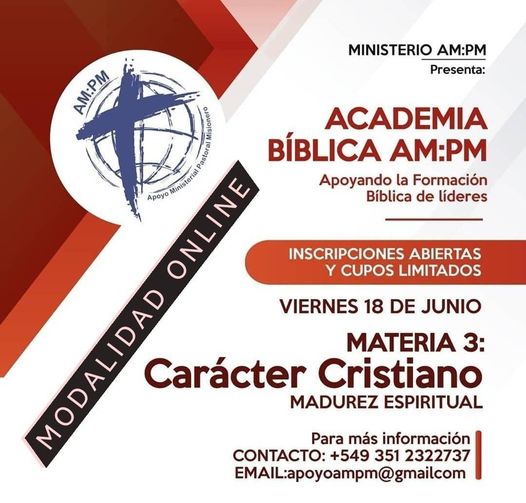 MINISTERIO AM:PM
Presenta:
AM:PM
Apoyo Ministerial Pastoral Misionero
ACADEMIA
BÍBLICA AM:PM
Apoyando la Formación
Bíblica de líderes
MODALIDAD ONLINE
INSCRIPCIONES ABIERTAS
Y CUPOS LIMITADOS
VIERNES 18 DE JUNIO
MATERIA 3:
Carácter Cristiano
MADUREZ ESPIRITUAL
Para más información
CONTACTO: +549 351 2322737
EMAIL:apoyoampm@gmailcom